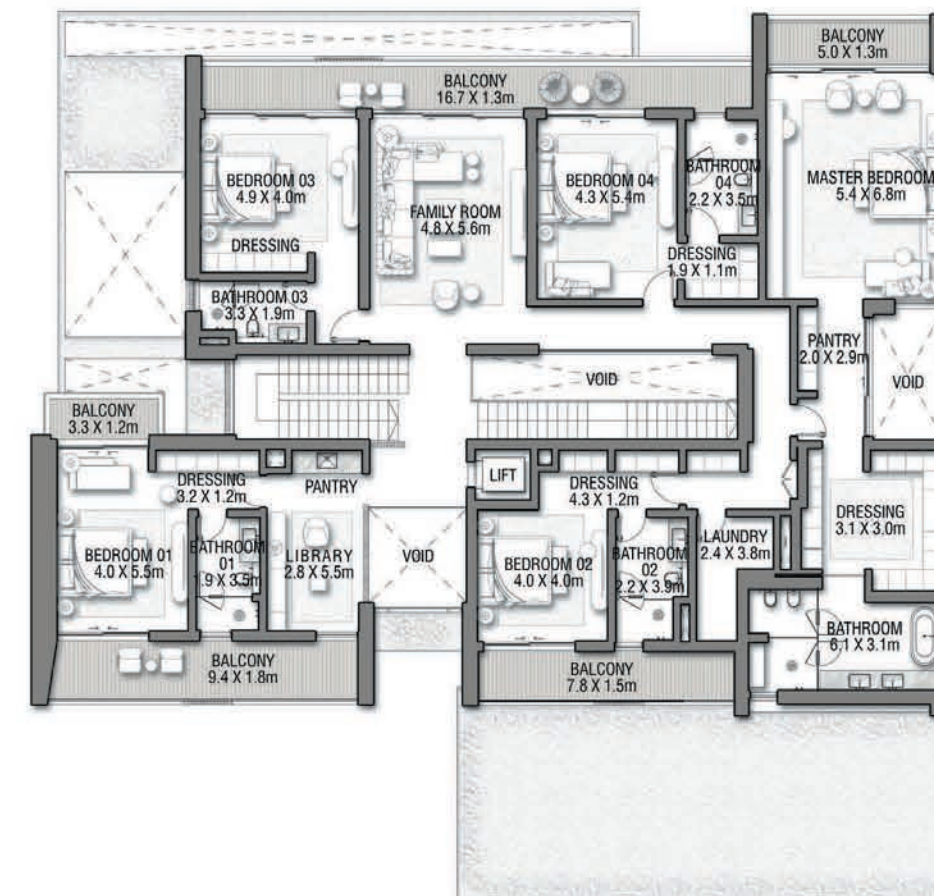 BALCONY
5.0 X 1.3m
BALCONY
16.7 X 1.3m
BEDROOM 03
4.9 X 4.0m
DRESSING
FAMILY ROOM
4.8 X 5.6m
BEDROOM 04
4.3 X 5.4m
BATHROOM
04
2.2 X 3.5m
MASTER BEDROOM
5.4 X 6.8m
DRESSING
1.9 X 1.1m
BATHROOM 03
3.3 X 1.9m
PANTRY
2.0 X 2.9m
VOID
VOID
BALCONY
3.3 X 1.2m
DRESSING
3.2 X 1.2m
PANTRY
LIFT
DRESSING
4.3 X 1.2m
DRESSING
3.1 X 3.0m
BEDROOM 01
4.0 X 5.5m
BATHROOM
01
.9 X 3.5m
LIBRARY
2.8 X 5.5m
VOID
BEDROOM 02
4.0 X 4.0m
BATHROOM
02
2.2 X 3.9m
LAUNDRY
2.4 X 3.8m
BATHROOM
6.1 X 3.1m
BALCONY
9.4 X 1.8m
BALCONY
7.8 X 1.5m